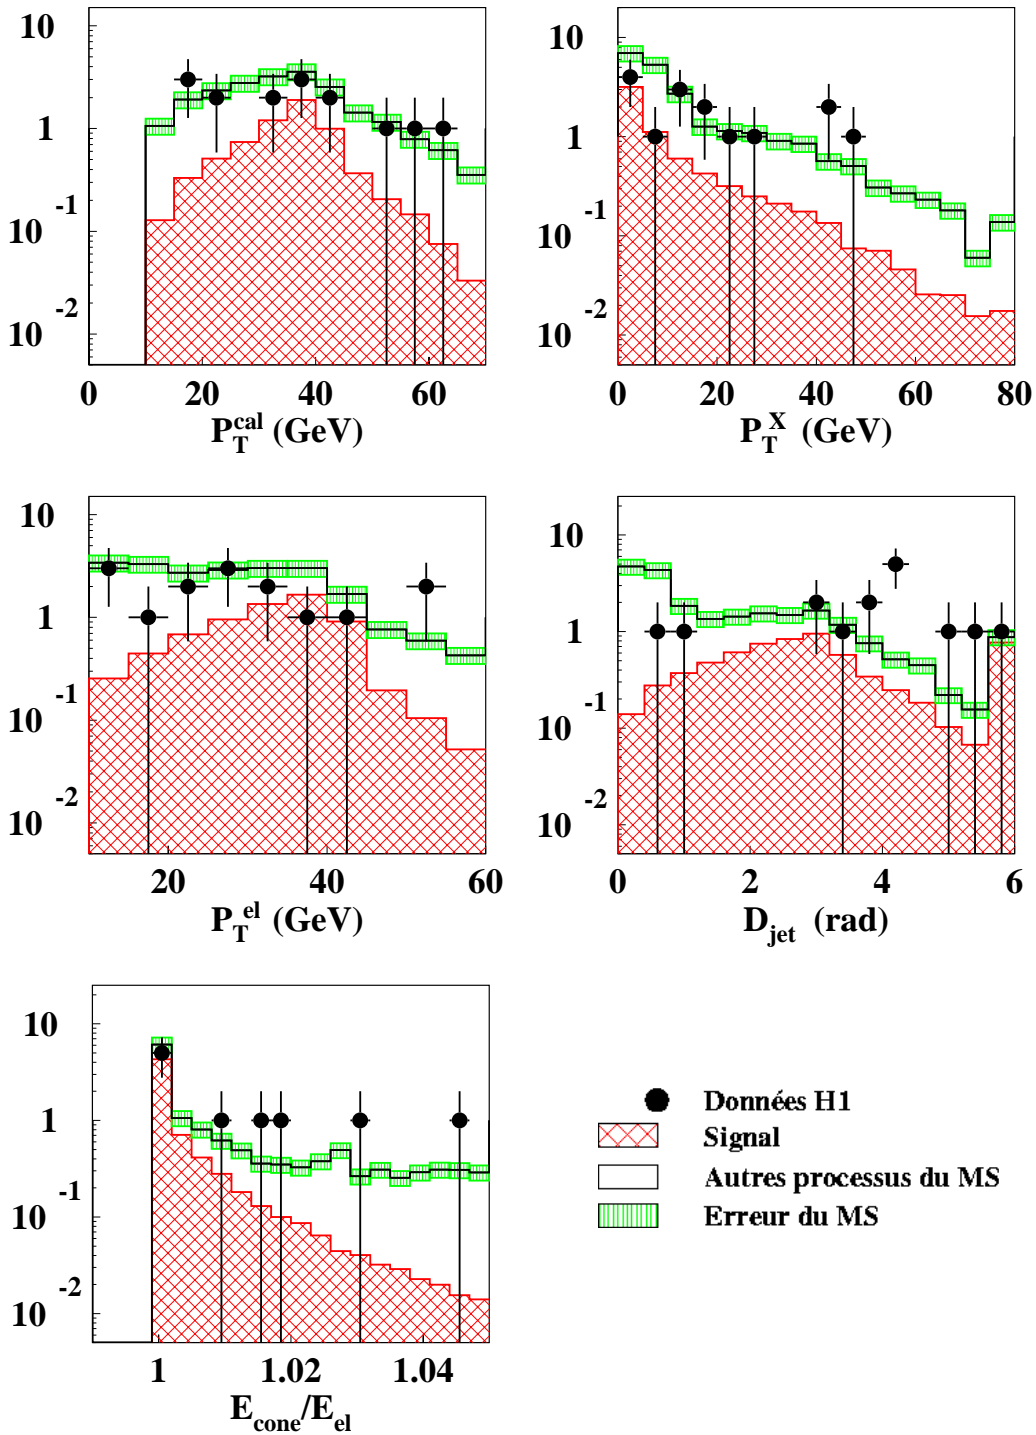 10
1
10 -1
10 -2
0 20 40 60
P_T^cal (GeV)
10
1
10 -1
10 -2
0 20 40 60 80
P_T^X (GeV)
10
1
10 -1
10 -2
20 40 60
P_T^el (GeV)
10
1
10 -1
10 -2
0 2 4 6
D_jet (rad)
10
1
10 -1
10 -2
1 1.02 1.04
E_cone/E_el
Données H1
Signal
Autres processus du MS
Erreur du MS